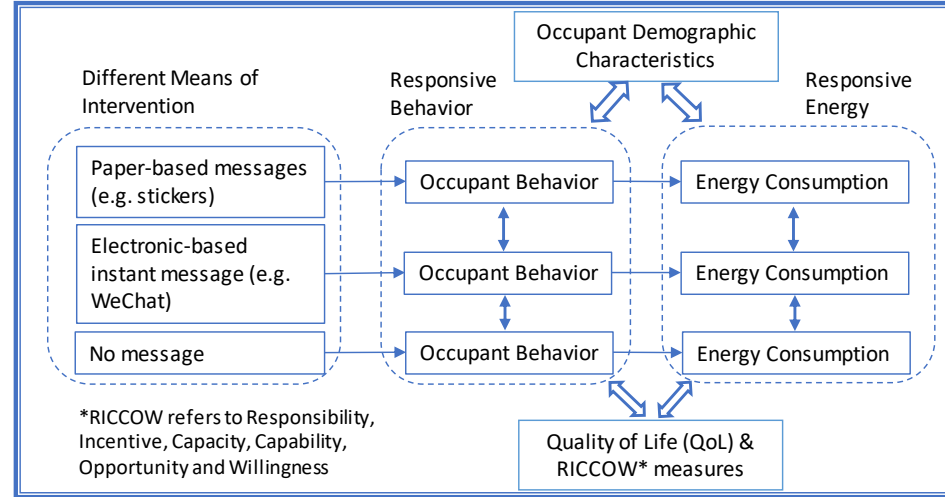 Occupant Demographic
Characteristics
Different Means of
Intervention
Responsive
Behavior
Responsive
Energy
Paper-based messages
(e.g. stickers)
Occupant Behavior
Energy Consumption
Electronic-based
instant message (e.g.
WeChat)
Occupant Behavior
Energy Consumption
No message
Occupant Behavior
Energy Consumption
*RICCOW refers to Responsibility,
Incentive, Capacity, Capability,
Opportunity and Willingness
Quality of Life (QoL) &
RICCOW* measures